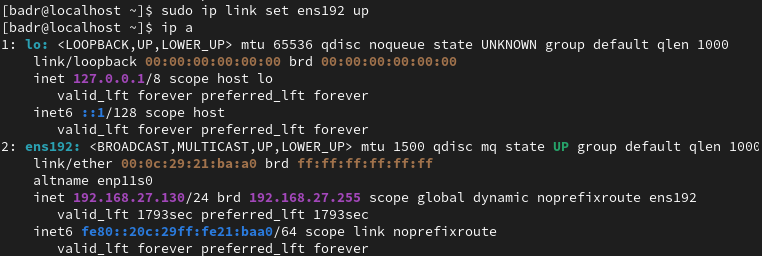 [badr@localhost ~]$ sudo ip link set ens192 up
[badr@localhost ~]$ ip a
1: lo: <LOOPBACK,UP,LOWER_UP> mtu 65536 qdisc noqueue state UNKNOWN group default qlen 1000
    link/loopback 00:00:00:00:00:00 brd 00:00:00:00:00:00
    inet 127.0.0.1/8 scope host lo
       valid_lft forever preferred_lft forever
    inet6 ::1/128 scope host
       valid_lft forever preferred_lft forever
2: ens192: <BROADCAST,MULTICAST,UP,LOWER_UP> mtu 1500 qdisc mq state UP group default qlen 1000
    link/ether 00:0c:29:21:ba:a0 brd ff:ff:ff:ff:ff:ff
    altname enp11s0
    inet 192.168.27.130/24 brd 192.168.27.255 scope global dynamic noprefixroute ens192
       valid_lft 1793sec preferred_lft 1793sec
    inet6 fe80::20c:29ff:fe21:baa0/64 scope link noprefixroute
       valid_lft forever preferred_lft forever